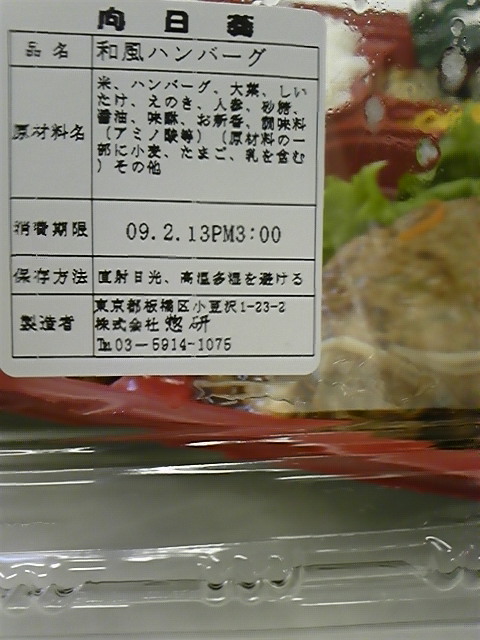 向日葵
品名 和風ハンバーグ
原材料名 米、ハンバーグ、大葉、しい
たけ、えのき、人参、砂糖、
醤油、味醂、お新香、調味料
(アミノ酸等)(原材料の一
部に小麦、たまご、乳を含む
)その他
消費期限 09.2.13PM3:00
保存方法 直射日光、高温多湿を避ける
製造者 東京都板橋区小豆沢1-23-2
株式会社 惣研
℡03-5914-1075